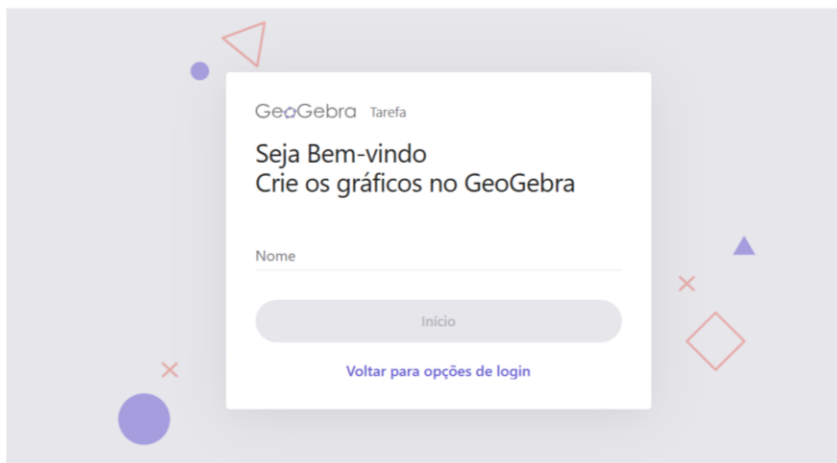 GeoGebra Tarefa
Seja Bem-vindo
Crie os gráficos no GeoGebra
Nome
Início
Voltar para opções de login